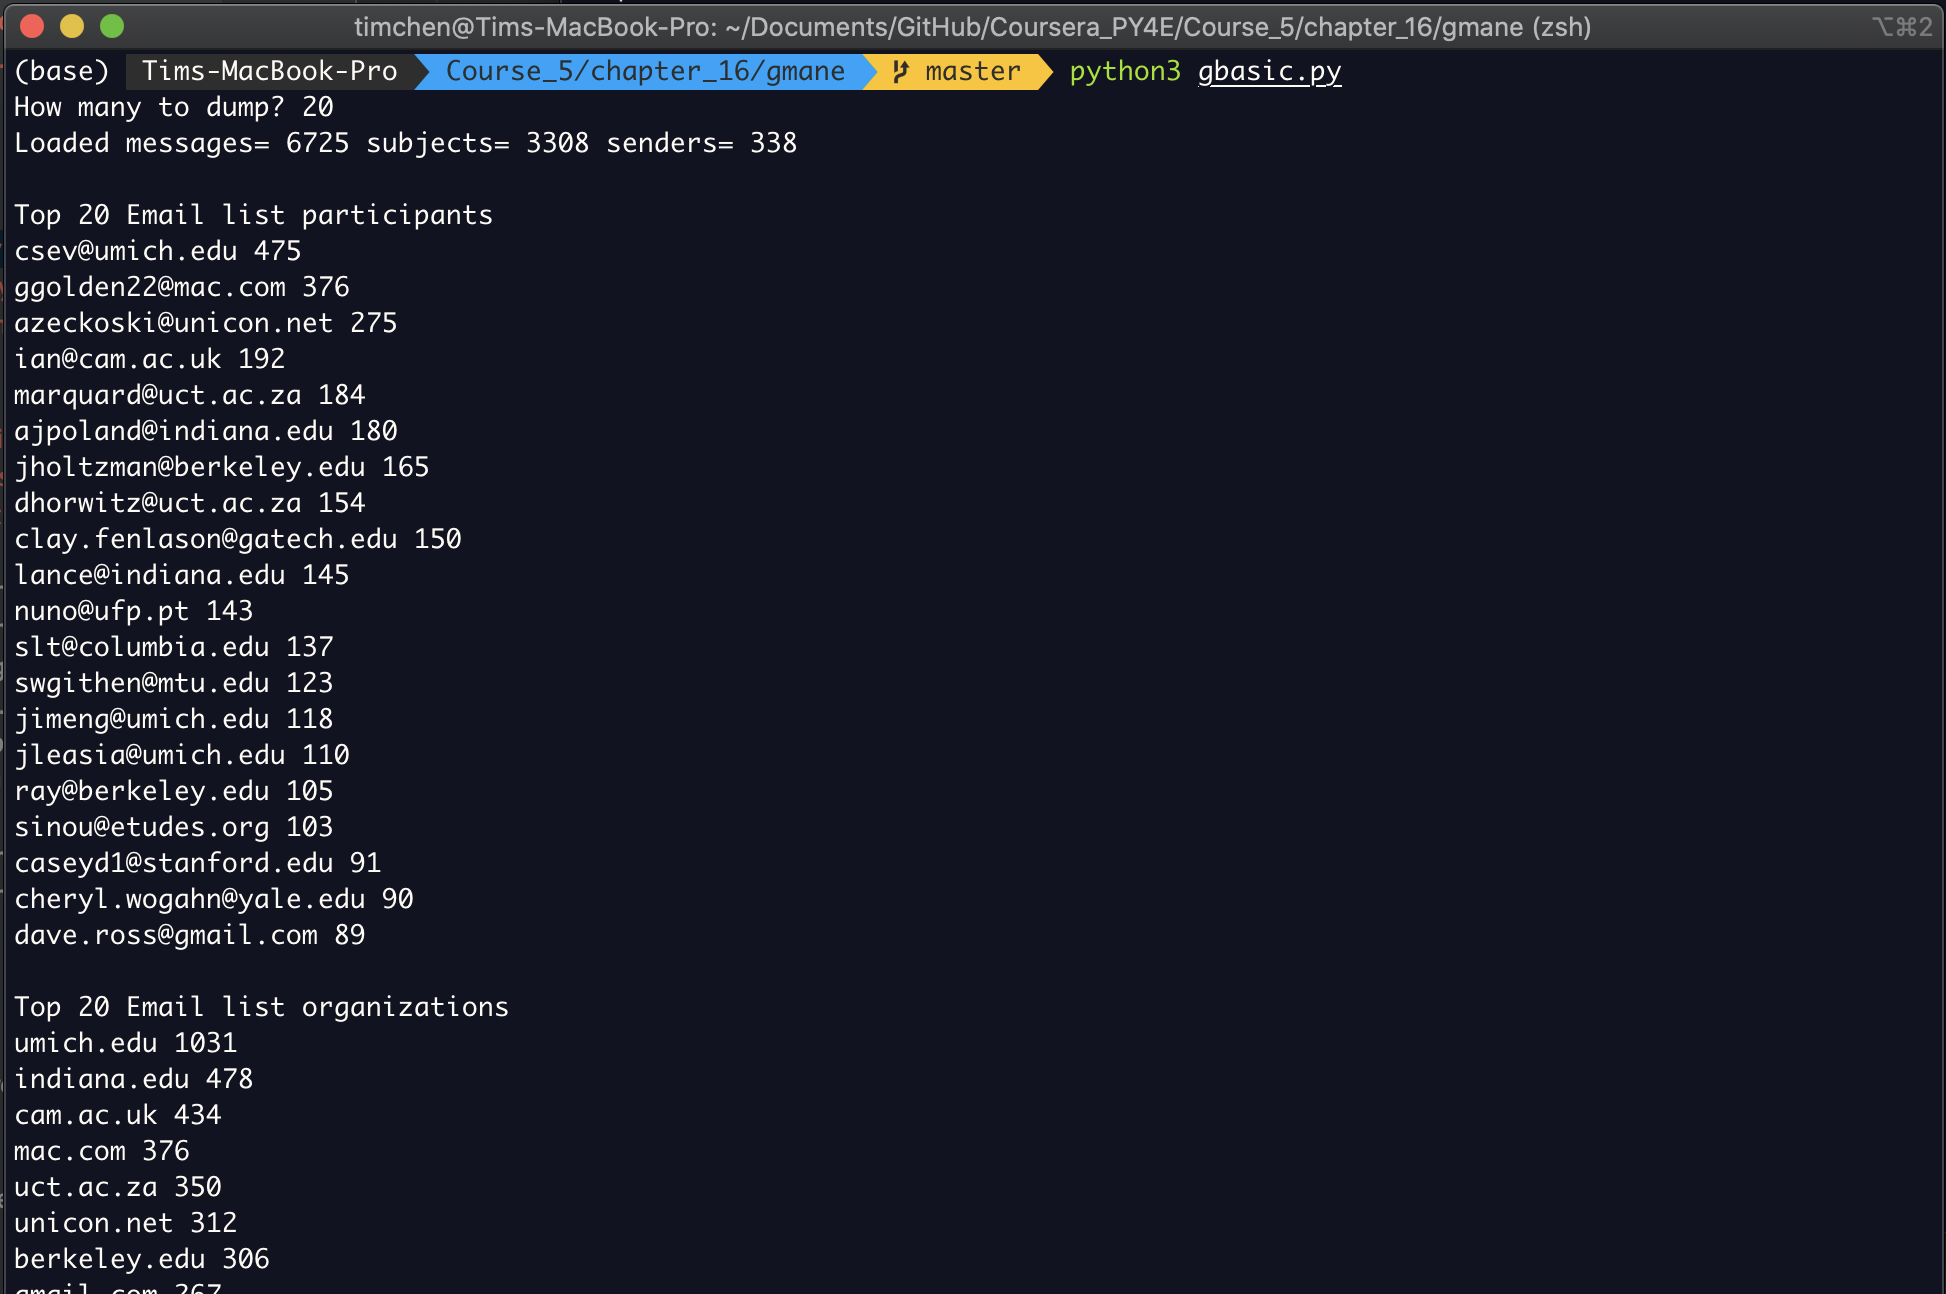 timchen@Tims-MacBook-Pro: ~/Documents/GitHub/Coursera_PY4E/Course_5/chapter_16/gmane (zsh) ⌥⌘2
(base) Tims-MacBook-Pro Course_5/chapter_16/gmane master python3 gbasic.py
How many to dump? 20
Loaded messages= 6725 subjects= 3308 senders= 338
Top 20 Email list participants
csev@umich.edu 475
ggolden22@mac.com 376
azeckoski@unicon.net 275
ian@cam.ac.uk 192
marquard@uct.ac.za 184
ajpoland@indiana.edu 180
jholtzman@berkeley.edu 165
dhorwitz@uct.ac.za 154
clay.fenlason@gatech.edu 150
lance@indiana.edu 145
nuno@ufp.pt 143
slt@columbia.edu 137
swgithen@mtu.edu 123
jimeng@umich.edu 118
jleasia@umich.edu 110
ray@berkeley.edu 105
sinou@etudes.org 103
caseyd1@stanford.edu 91
cheryl.wogahn@yale.edu 90
dave.ross@gmail.com 89
Top 20 Email list organizations
umich.edu 1031
indiana.edu 478
cam.ac.uk 434
mac.com 376
uct.ac.za 350
unicon.net 312
berkeley.edu 306
gmail.com 267